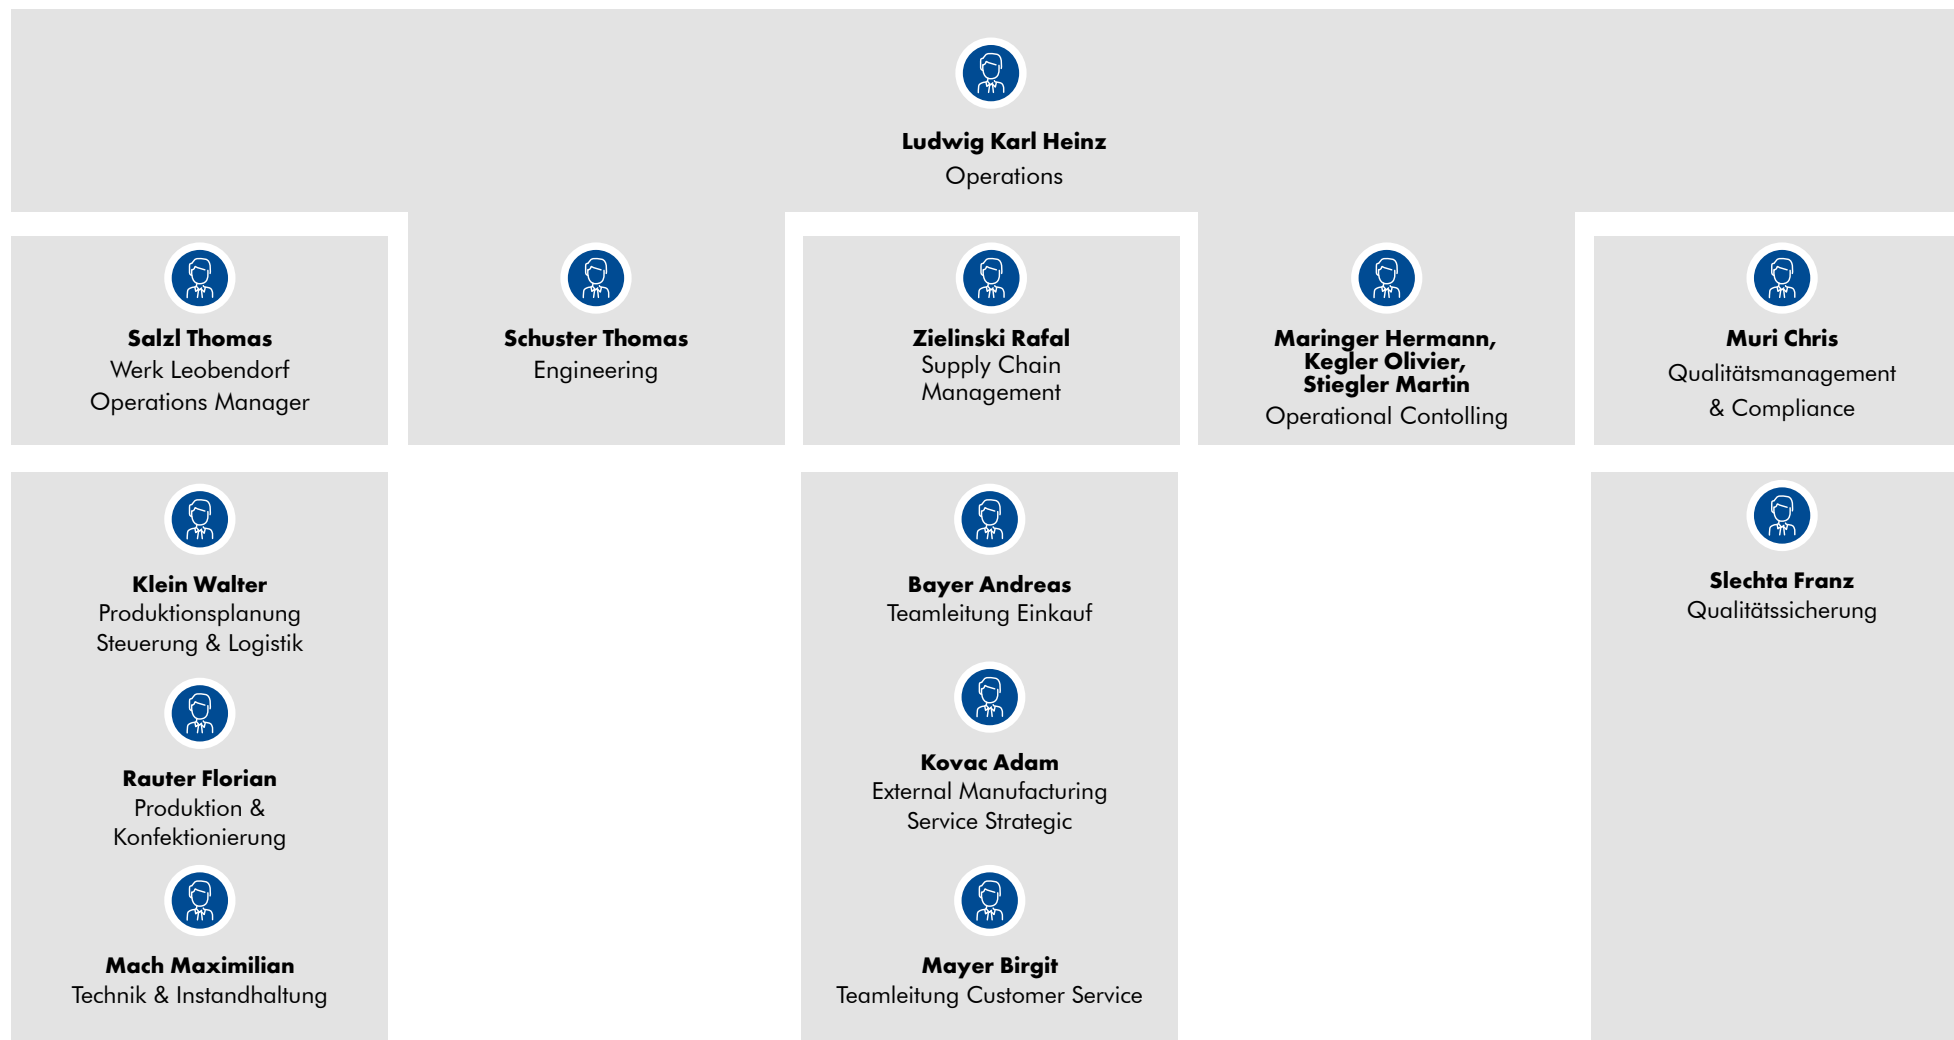 Ludwig Karl Heinz
Operations
Salzl Thomas
Werk Leobendorf
Operations Manager
Schuster Thomas
Engineering
Zielinski Rafal
Supply Chain
Management
Maringer Hermann,
Kegler Olivier,
Stiegler Martin
Operational Contolling
Muri Chris
Qualitätsmanagement
& Compliance
Klein Walter
Produktionsplanung
Steuerung & Logistik
Rauter Florian
Produktion &
Konfektionierung
Mach Maximilian
Technik & Instandhaltung
Bayer Andreas
Teamleitung Einkauf
Kovac Adam
External Manufacturing
Service Strategic
Mayer Birgit
Teamleitung Customer Service
Slechta Franz
Qualitätssicherung